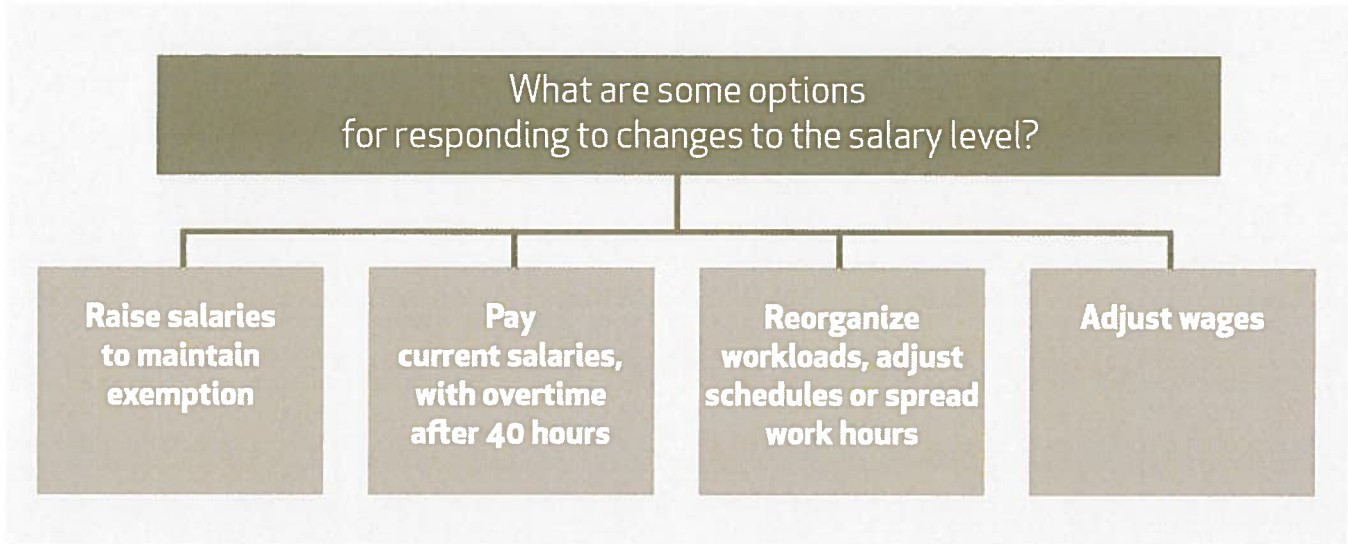 What are some options
for responding to changes to the salary level?
Raise salaries
to maintain
exemption
Pay
current salaries,
with overtime
after 40 hours
Reorganize
workloads, adjust
schedules or spread
work hours
Adjust wages